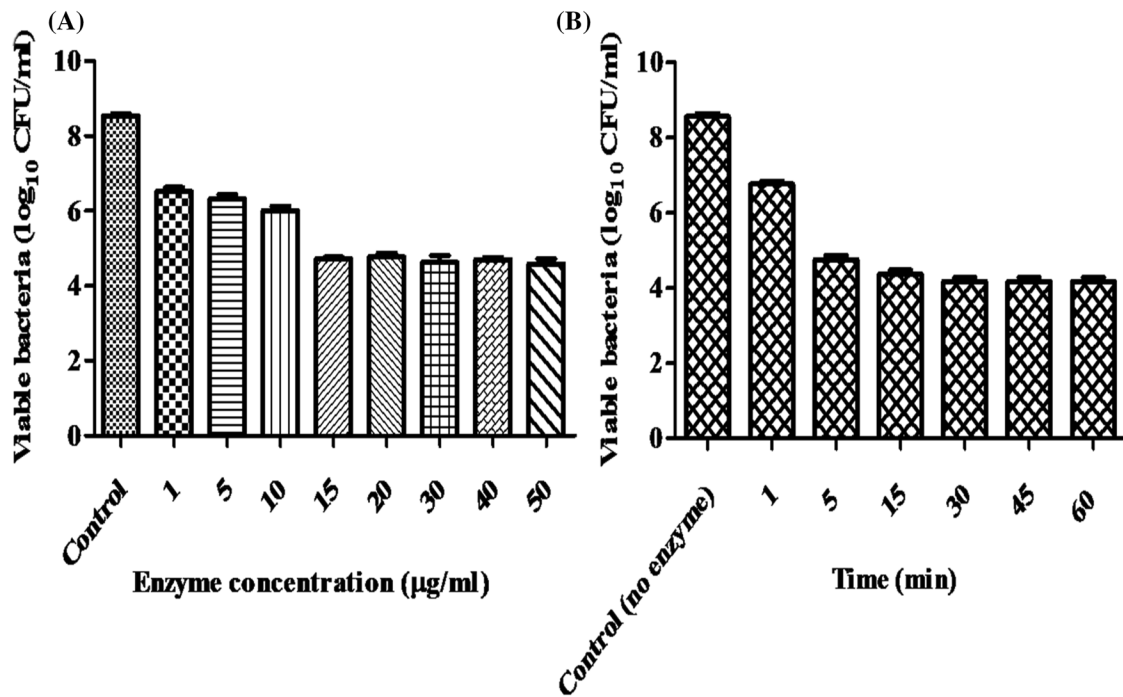 (A)
Viable bacteria (log10 CFU/ml)
10
8
6
4
2
0
Control 1 5 10 15 20 30 40 50
Enzyme concentration (μg/ml)
(B)
Viable bacteria (log10 CFU/ml)
10
8
6
4
2
0
Control (no enzyme) 1 5 15 30 45 60
Time (min)